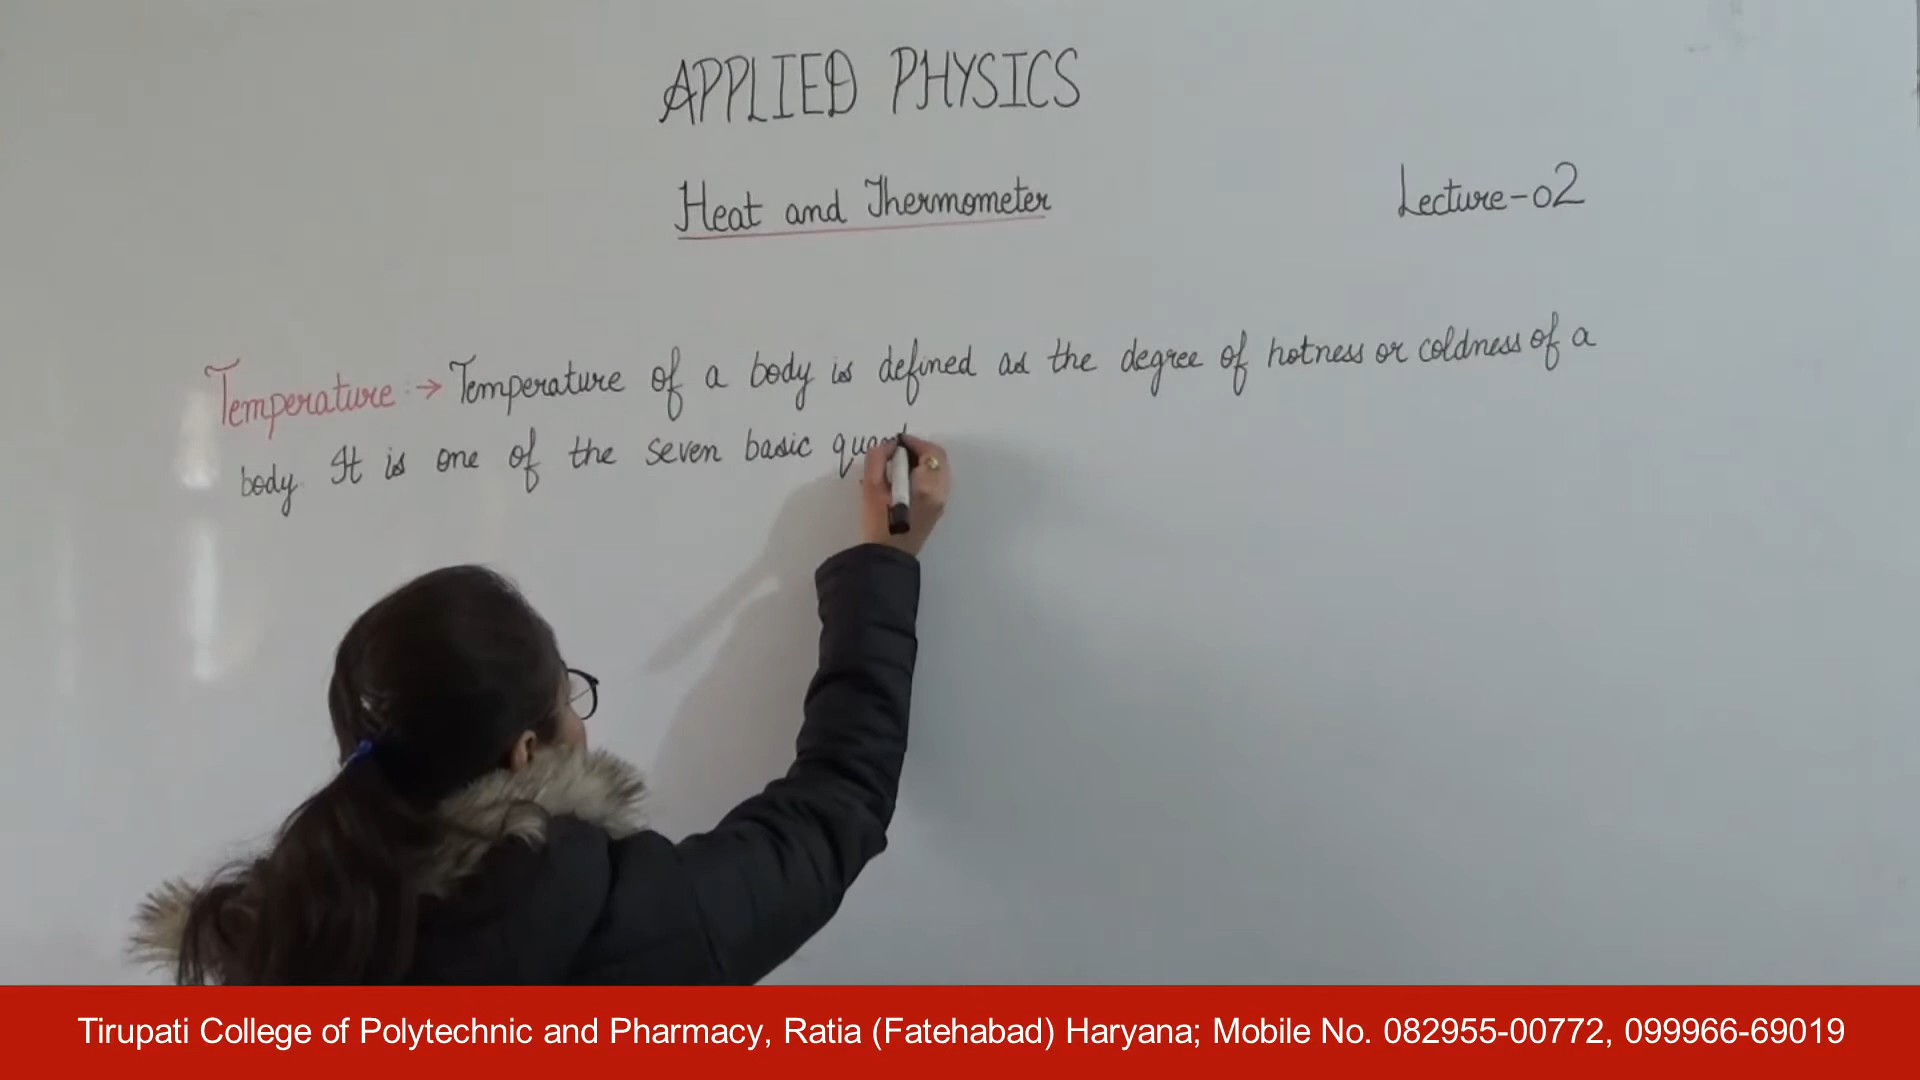 APPLIED PHYSICS
Heat and Thermometer
Lecture-02
Temperature :→ Temperature of a body is defined as the degree of hotness or coldness of a
body. It is one of the seven basic
Tirupati College of Polytechnic and Pharmacy, Ratia (Fatehabad) Haryana; Mobile No. 082955-00772, 099966-69019